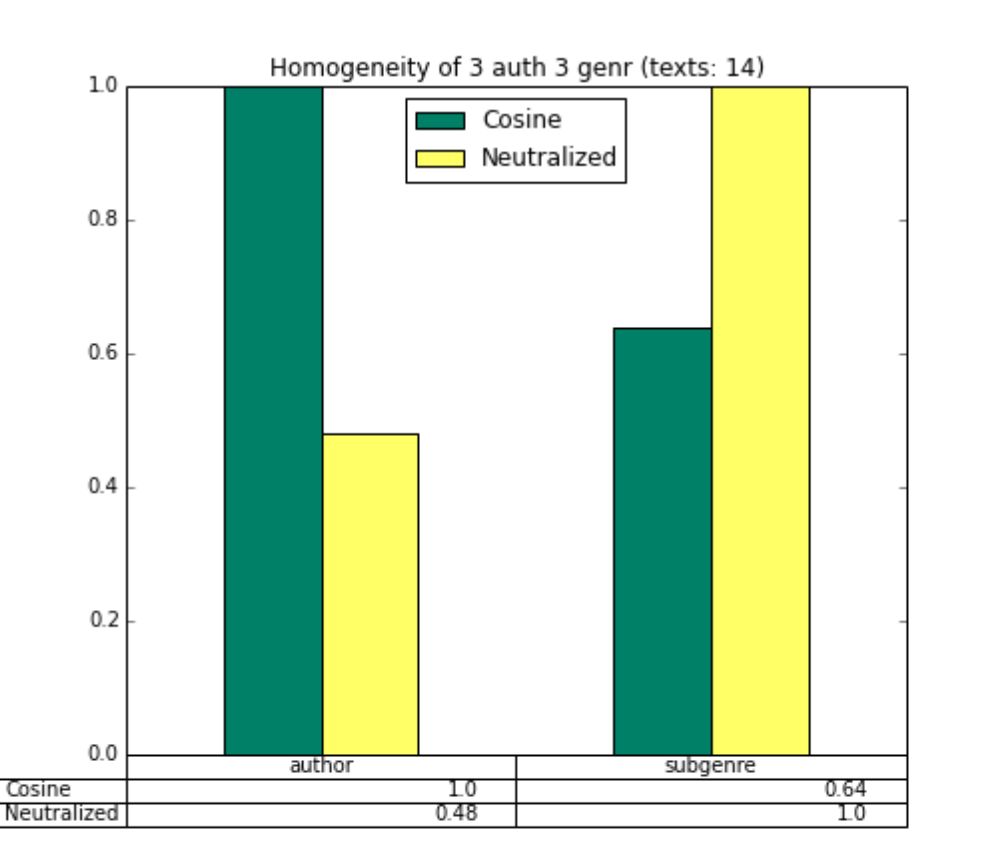 Homogeneity of 3 auth 3 genr (texts: 14)
1.0
Cosine
Neutralized
0.8
0.6
0.4
0.2
0.0
author subgenre
Cosine 1.0 0.64
Neutralized 0.48 1.0